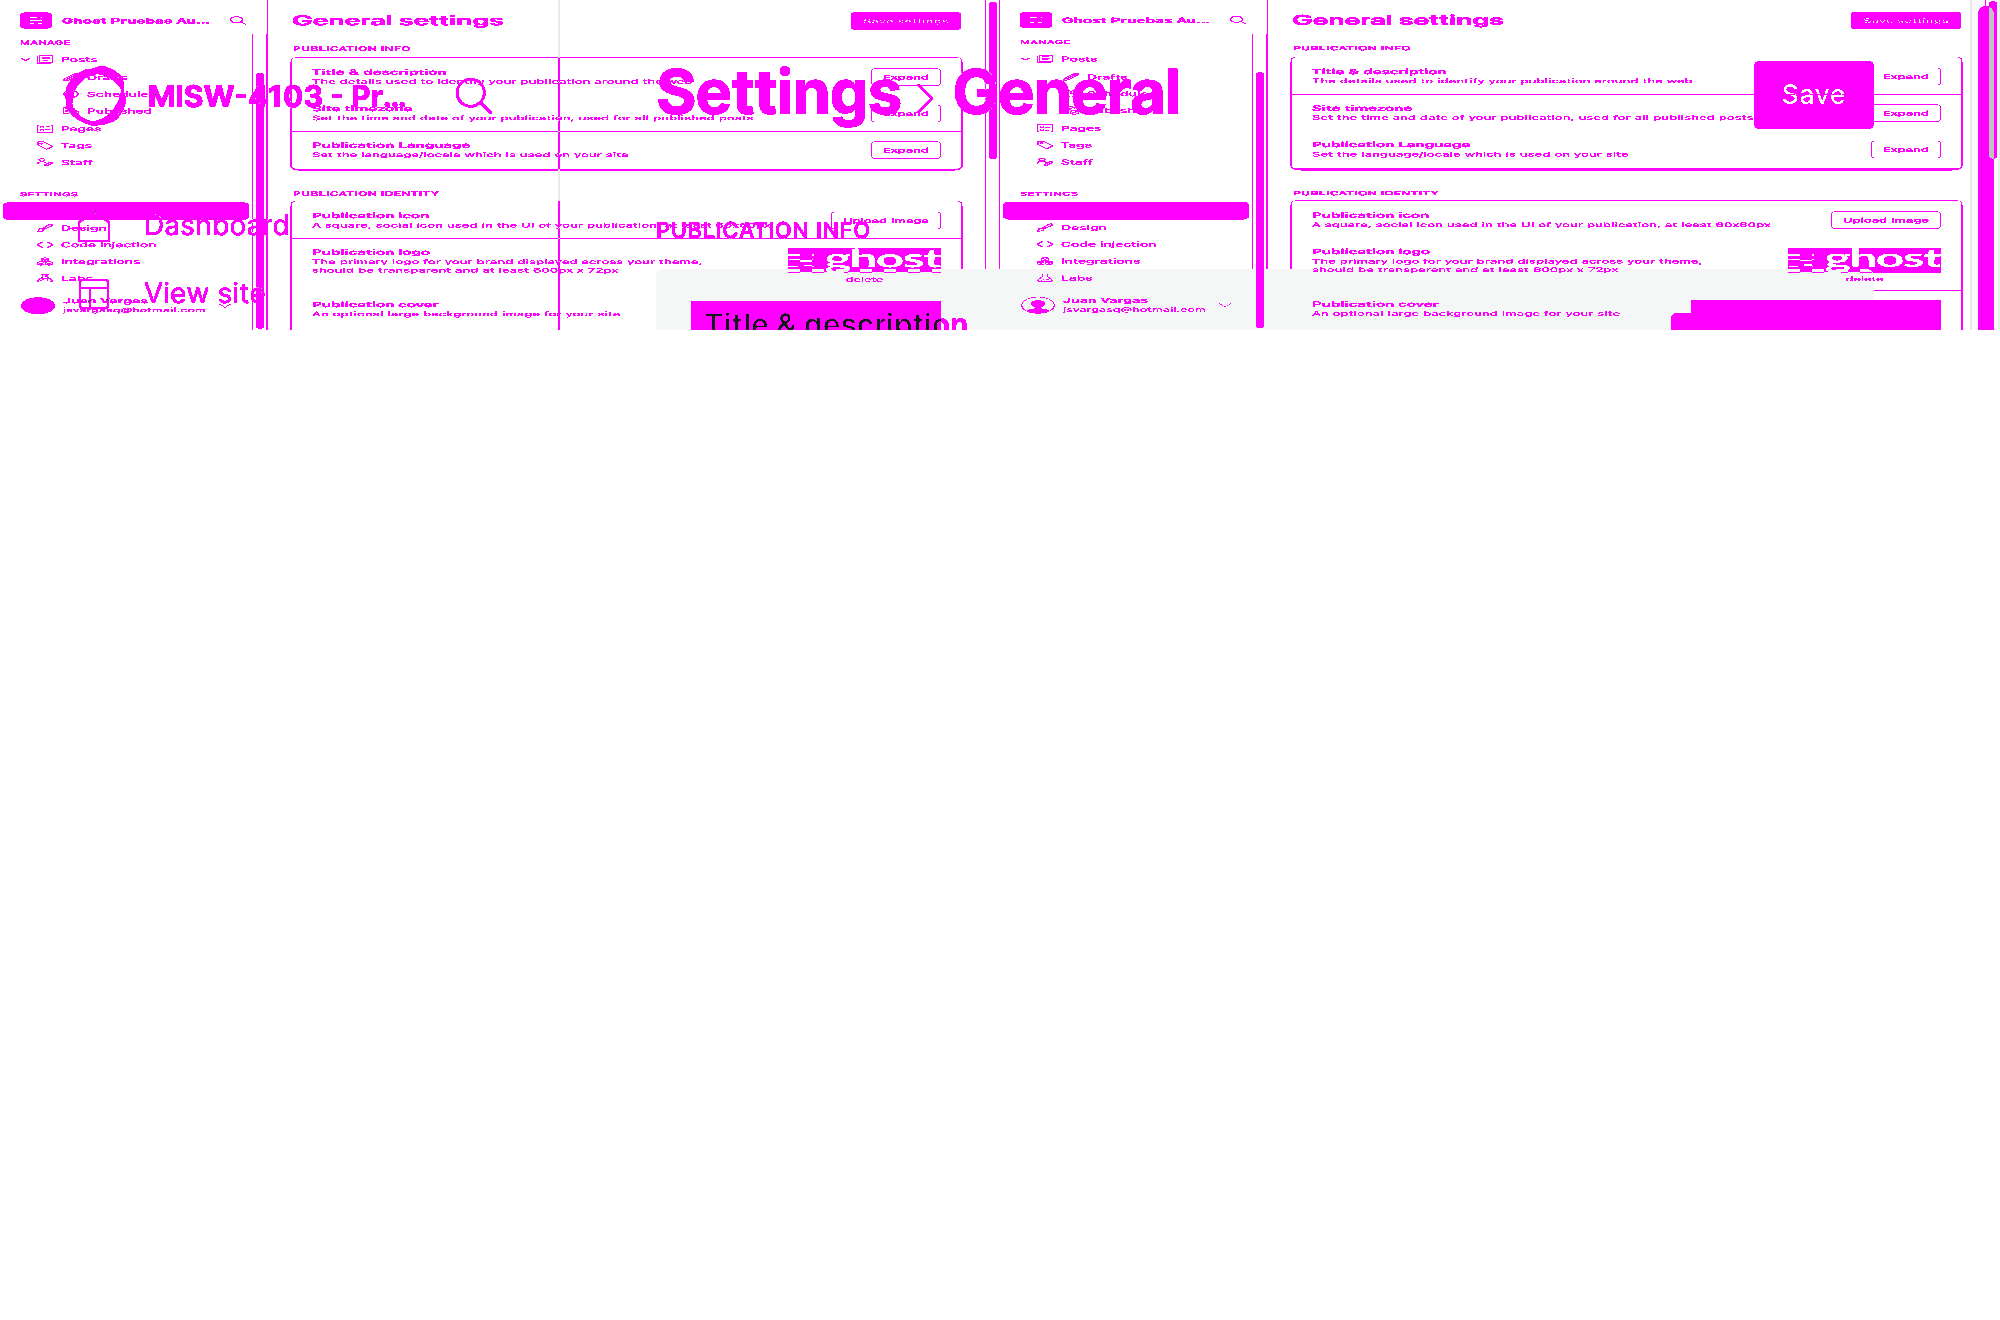 Ghost Pruebas Au...
General settings
Save settings
Ghost Pruebas Au...
General settings
Save settings
MANAGE
PUBLICATION INFO
MANAGE
PUBLICATION INFO
Posts
Posts
Title & description
The details used to identify your publication around the web
Expand
Title & description
The details used to identify your publication around the web
Expand
Drafts
MISW-4103 - Pr...
Settings > General
Save
Schedule
Published
Site timezone
Set the time and date of your publication, used for all published posts
Expand
Site timezone
Set the time and date of your publication, used for all published posts
Expand
Pages
Pages
Tags
Tags
Publication Language
Set the language/locale which is used on your site
Expand
Publication Language
Set the language/locale which is used on your site
Expand
Staff
Staff
SETTINGS
PUBLICATION IDENTITY
SETTINGS
PUBLICATION IDENTITY
Publication icon
A square, social icon used in the UI of your publication, at least
Upload image
Publication icon
A square, social icon used in the UI of your publication, at least 60x60px
Upload image
Design
Dashboard
PUBLICATION INFO
Design
Code injection
Code injection
Integrations
Integrations
Publication logo
The primary logo for your brand displayed across your theme,
should be transparent and at least 600px x 72px
ghost
delete
Publication logo
The primary logo for your brand displayed across your theme,
should be transparent and at least 600px x 72px
ghost
delete
Labs
Labs
View site
Juan Vargas
jsvargasq@hotmail.com
Juan Vargas
jsvargasq@hotmail.com
Publication cover
An optional large background image for your site
Publication cover
An optional large background image for your site
Title & description